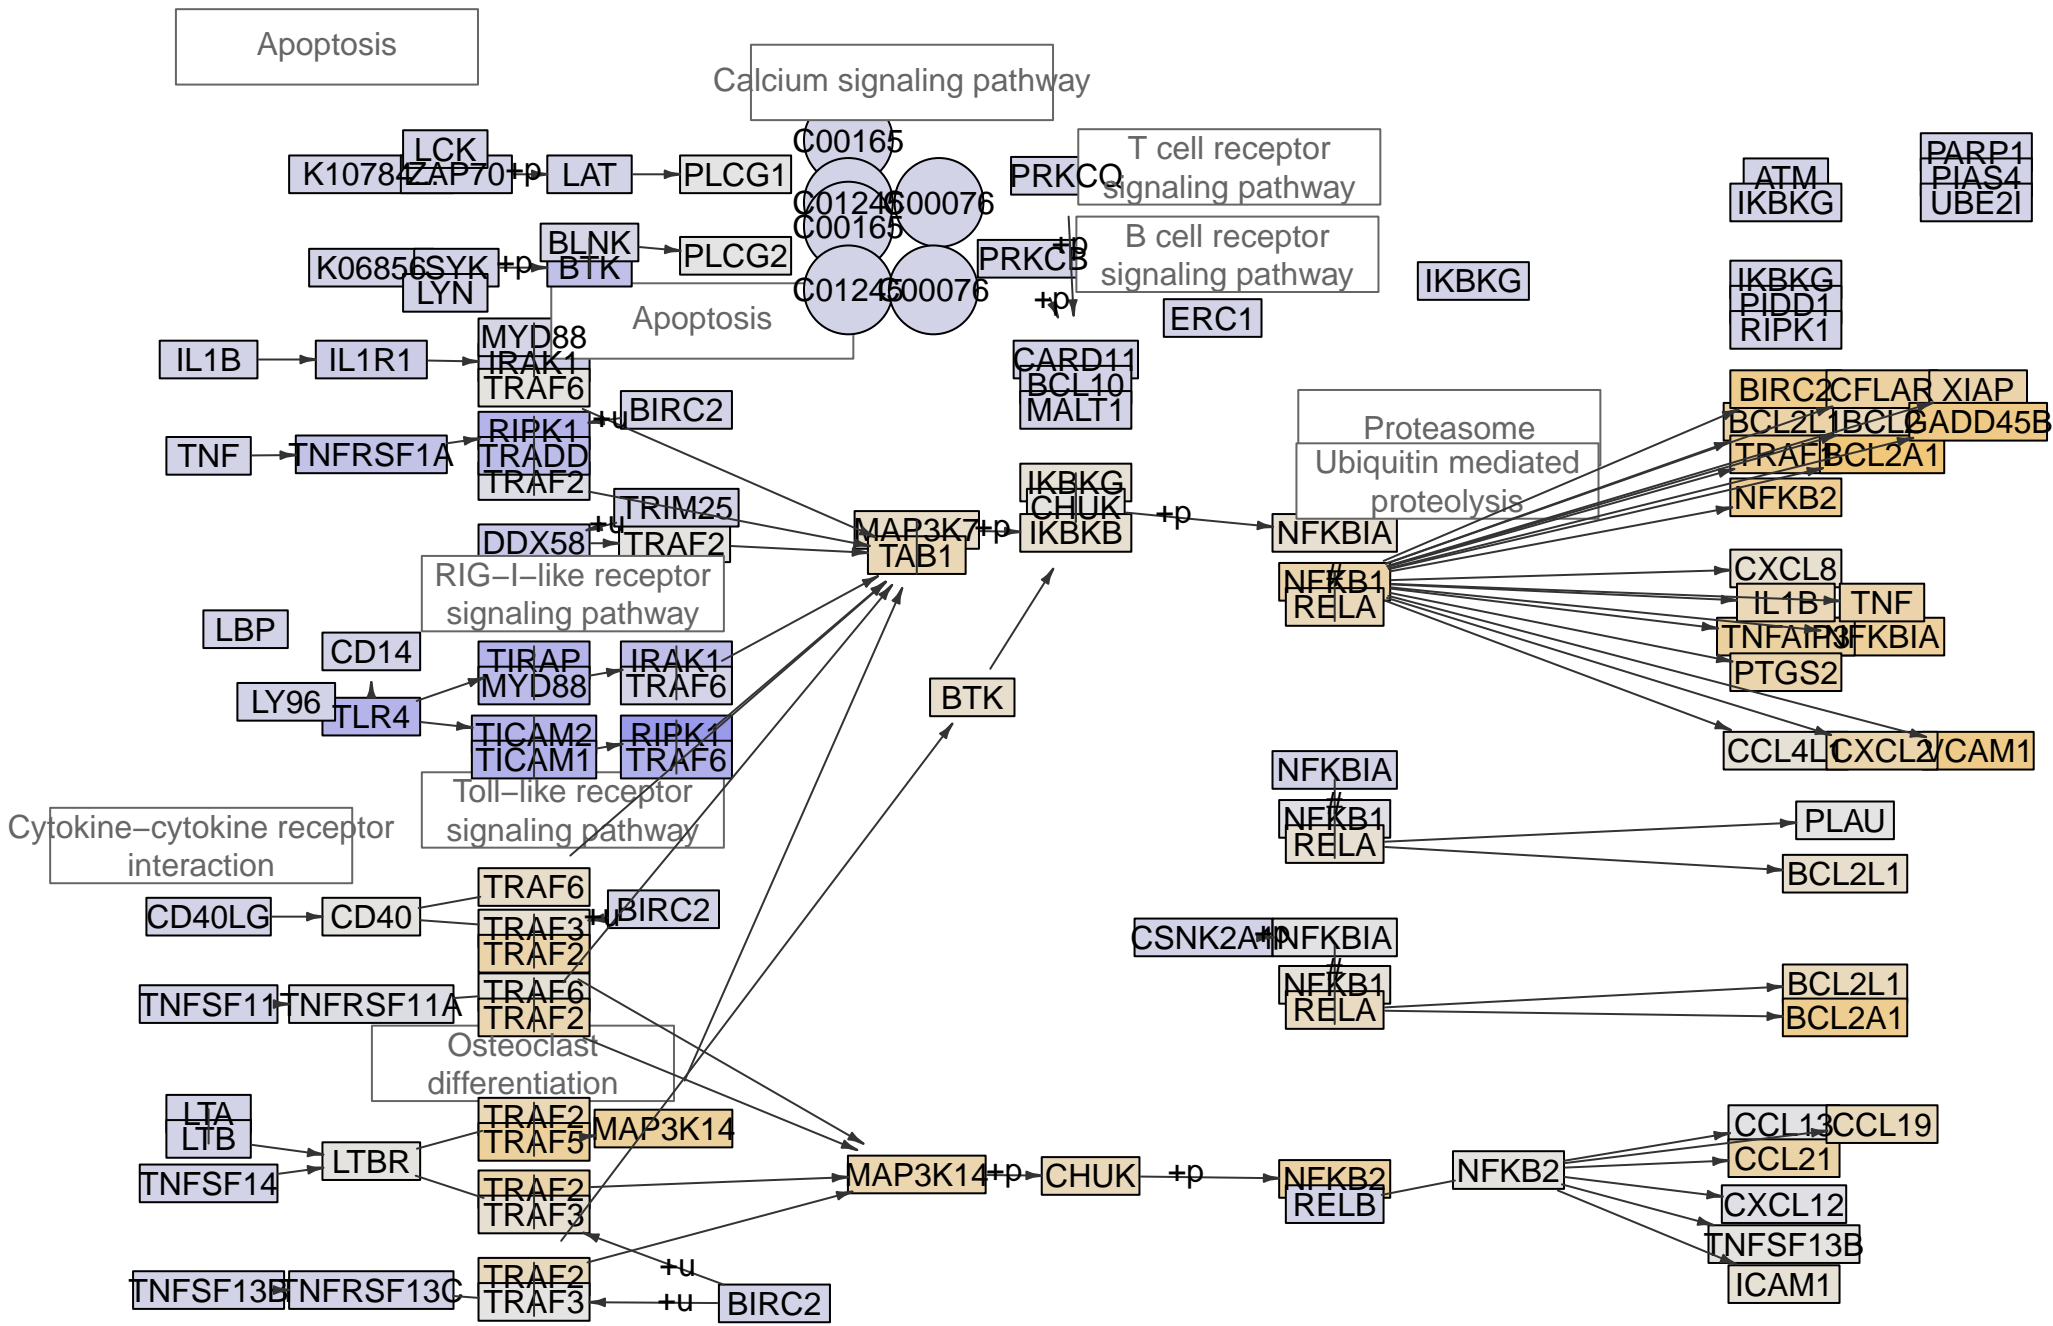 Apoptosis
Calcium signaling pathway
T cell receptor
signaling pathway
B cell receptor
signaling pathway
LCK
K10784
ZAP70
+p
LAT
PLCG1
C00165
C01246
C00076
C00165
C01245
C00076
PRKCQ
PRKCB
+p
+p
ATM
IKBKG
PARP1
PIAS4
UBE2I
K06856
SYK
LYN
+p
BLNK
BTK
PLCG2
Apoptosis
ERC1
IKBKG
IKBKG
PIDD1
RIPK1
IL1B
IL1R1
MYD88
IRAK1
TRAF6
CARD11
BCL10
MALT1
TNF
TNFRSF1A
RIPK1
TRADD
TRAF2
+u
BIRC2
Proteasome
Ubiquitin mediated
proteolysis
BIRC2
CFLAR
XIAP
BCL2L1
BCL2
GADD45B
TRAF1
BCL2A1
NFKB2
TRIM25
+u
DDX58
TRAF2
RIG−I−like receptor
signaling pathway
MAP3K7
TAB1
+p
IKBKG
CHUK
IKBKB
+p
NFKBIA
NFKB1
RELA
CXCL8
IL1B
TNF
TNFAIP3
NFKBIA
PTGS2
CCL4L1
CXCL2
VCAM1
LBP
CD14
LY96
TLR4
TIRAP
MYD88
IRAK1
TRAF6
TICAM2
TICAM1
RIPK1
TRAF6
BTK
Toll−like receptor
signaling pathway
Cytokine−cytokine receptor
interaction
NFKBIA
NFKB1
RELA
PLAU
BCL2L1
CD40LG
CD40
TRAF6
TRAF3
TRAF2
+u
BIRC2
CSNK2A1
+p
NFKBIA
NFKB1
RELA
BCL2L1
BCL2A1
TNFSF11
TNFRSF11A
TRAF6
TRAF2
Osteoclast
differentiation
LTA
LTB
TNFSF14
LTBR
TRAF2
TRAF5
MAP3K14
TRAF2
TRAF3
MAP3K14
+p
CHUK
+p
NFKB2
RELB
NFKB2
CCL13
CCL19
CCL21
CXCL12
TNFSF13B
ICAM1
TNFSF13B
TNFRSF13C
TRAF2
TRAF3
+u
+u
BIRC2